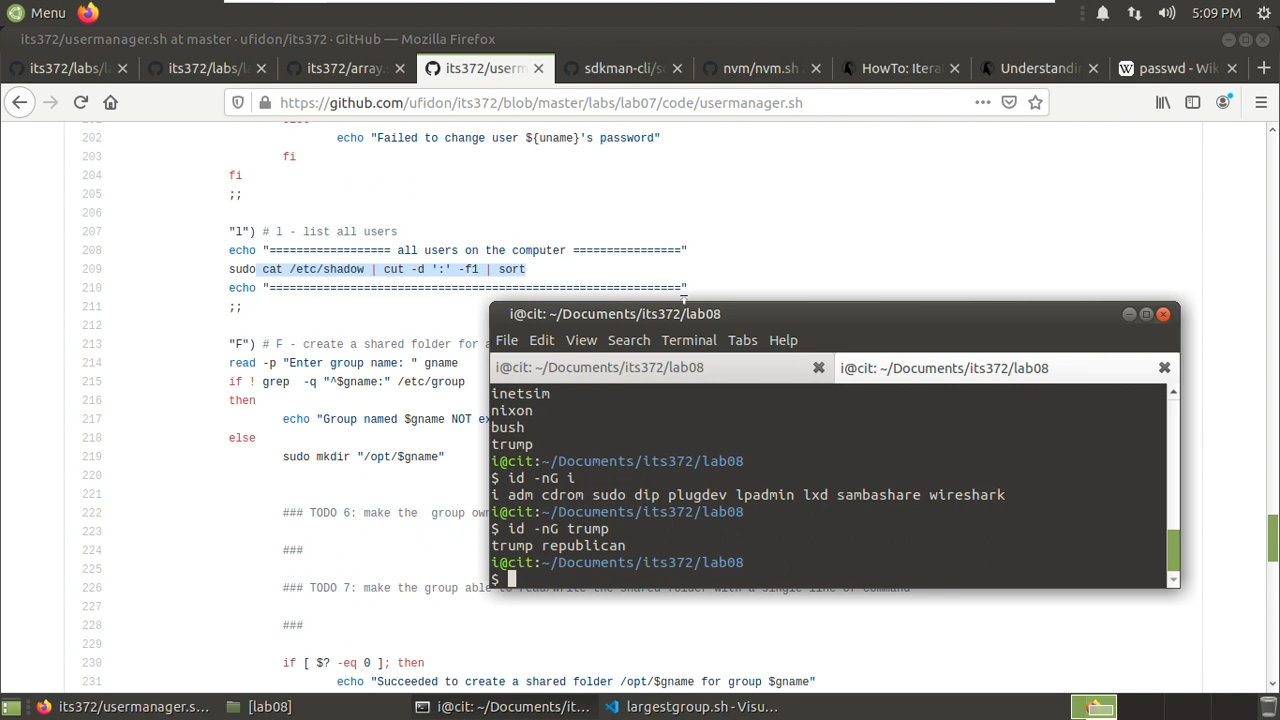 Menu
5:09 PM
its372/usermanager.sh at master · ufidon/its372 · GitHub — Mozilla Firefox
its372/labs/l
its372/labs/l
its372/array.s
its372/userm
sdkman-cli/s
nvm/nvm.sh
HowTo: Itera
Understandin
passwd - Wik
https://github.com/ufidon/its372/blob/master/labs/lab07/code/usermanager.sh
202 echo "Failed to change user ${uname}'s password"
203 fi
204 fi
205 ;;
206
207 "l") # l - list all users
208 echo "================== all users on the computer ================"
209 sudo cat /etc/shadow | cut -d ':' -f1 | sort
210 echo "============================================================="
211 ;;
212
213 "F") # F - create a shared folder for a
214 read -p "Enter group name: " gname
215 if ! grep  -q "^$gname:" /etc/group
216 then
217 echo "Group named $gname NOT ex
218 else
219 sudo mkdir "/opt/$gname"
220
221
222 ### TODO 6: make the  group own
223
224 ###
225
226 ### TODO 7: make the group able to read/write the shared folder with a single line of command
227
228 ###
229
230 if [ $? -eq 0 ]; then
231 echo "Succeeded to create a shared folder /opt/$gname for group $gname"
i@cit: ~/Documents/its372/lab08
File Edit View Search Terminal Tabs Help
i@cit: ~/Documents/its372/lab08
i@cit: ~/Documents/its372/lab08
inetsim
nixon
bush
trump
i@cit:~/Documents/its372/lab08
$ id -nG i
i adm cdrom sudo dip plugdev lpadmin lxd sambashare wireshark
i@cit:~/Documents/its372/lab08
$ id -nG trump
trump republican
i@cit:~/Documents/its372/lab08
$
its372/usermanager.s...
[lab08]
i@cit: ~/Documents/it...
largestgroup.sh - Visu...